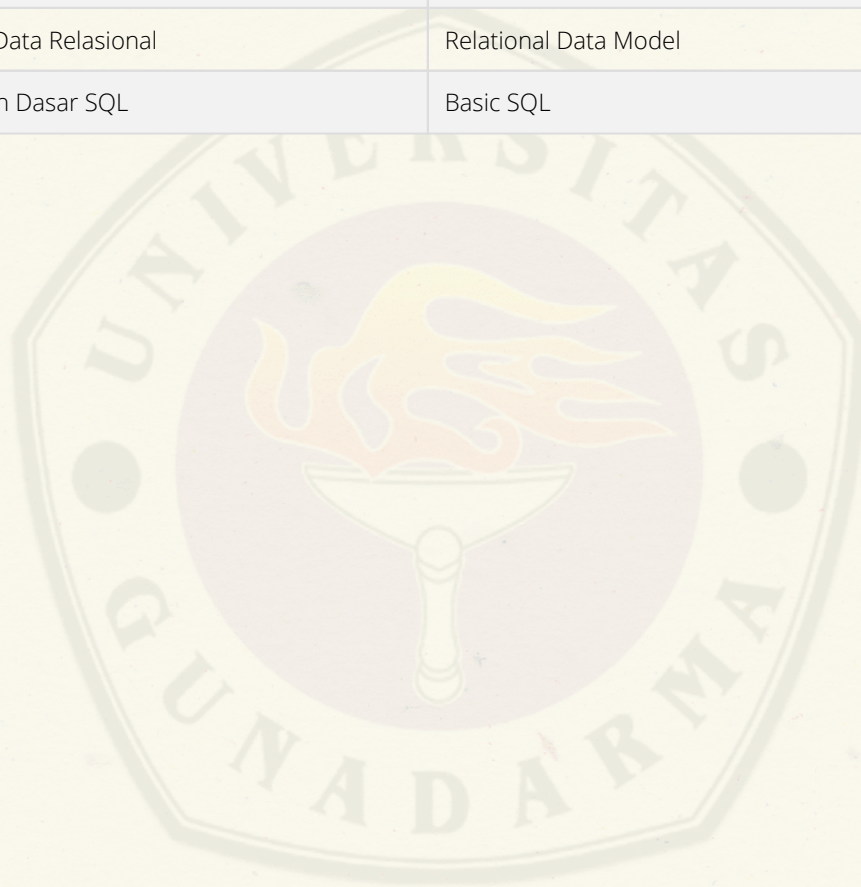 Data Relasional
Relational Data Model
n Dasar SQL
Basic SQL
UNIVERSITAS
GUNADARMA